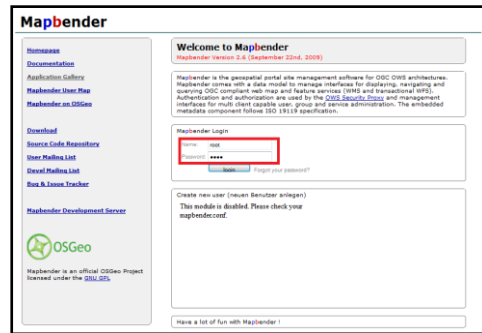 Mapbender
Homepage
Documentation
Application Gallery
Mapbender User Map
Mapbender on OSGeo
Download
Source Code Repository
User Mailing List
Devel Mailing List
Bug & Issue Tracker
Mapbender Development Server
OSGeo
Mapbender is an official OSGeo Project
licensed under the GNU GPL.
Welcome to Mapbender
Mapbender Version 2.6 (September 22nd, 2009)
Mapbender is the geospatial portal site management software for OGC OWS architectures.
Mapbender comes with a data model to manage interfaces for displaying, navigating and
querying OGC compliant web map and feature services (WMS and transactional WFS).
Authentication and authorization are used by the OWS Security Proxy and management
interfaces for multi client capable user, group and service administration. The embedded
metadata component follows ISO 19119 specification.
Mapbender Login
Name: root
Password: ••••
login Forgot your password?
Create new user (neuen Benutzer anlegen)
This module is disabled. Please check your
mapbender.conf.
Have a lot of fun with Mapbender !